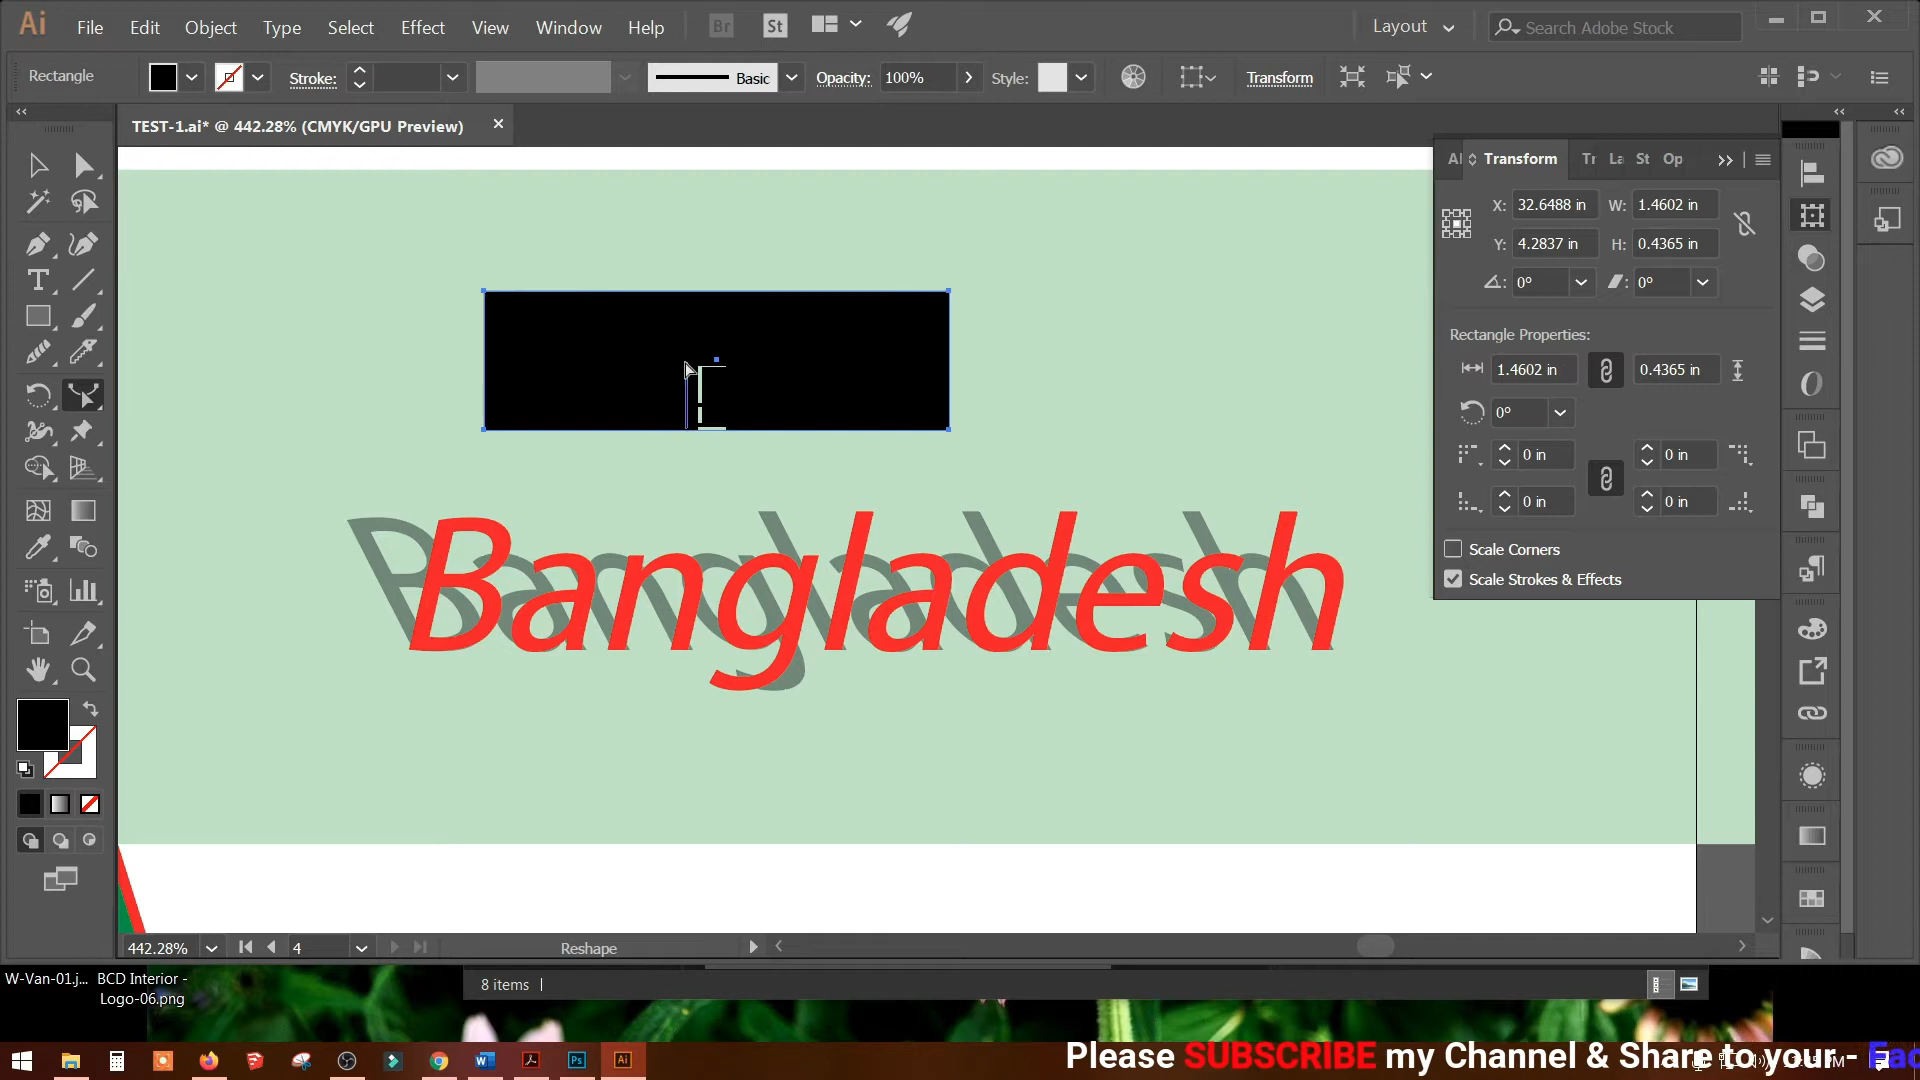 Ai File Edit Object Type Select Effect View Window Help Br St Layout Search Adobe Stock
Rectangle Stroke: Basic Opacity: 100% Style: Transform
TEST-1.ai* @ 442.28% (CMYK/GPU Preview)
Transform Tr La St Op
X: 32.6488 in W: 1.4602 in
Y: 4.2837 in H: 0.4365 in
0° 0°
Rectangle Properties:
1.4602 in 0.4365 in
0°
0 in 0 in
0 in 0 in
Scale Corners
Scale Strokes & Effects
Bangladesh
442.28% 4 Reshape
W-Van-01.j... BCD Interior -
Logo-06.png
8 items
Please SUBSCRIBE my Channel & Share to your -